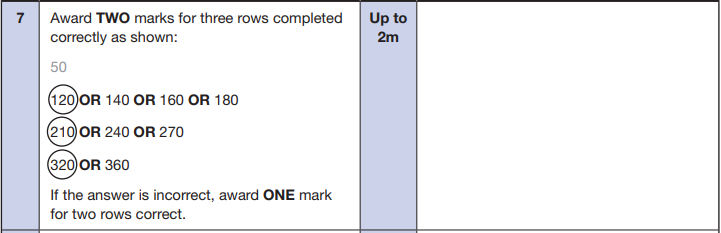 7 Award TWO marks for three rows completed Up to
correctly as shown: 2m
50
120 OR 140 OR 160 OR 180
210 OR 240 OR 270
320 OR 360
If the answer is incorrect, award ONE mark
for two rows correct.